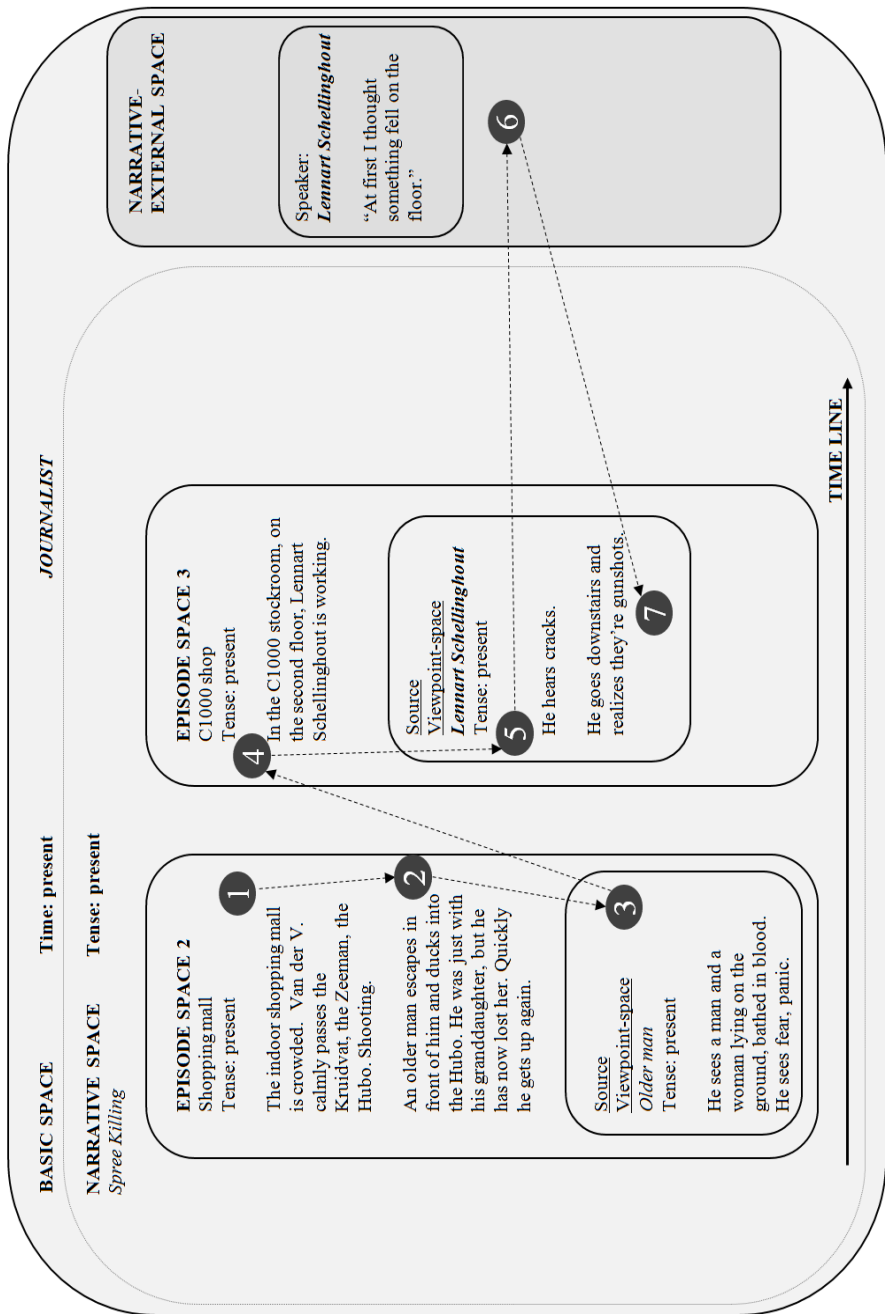 BASIC SPACE
Time: present
JOURNALIST
NARRATIVE SPACE
Tense: present
Spree Killing
EPISODE SPACE 2
Shopping mall
Tense: present
1
The indoor shopping mall
is crowded. Van der V.
calmly passes the
Kruidvat, the Zeeman, the
Hubo. Shooting.
2
An older man escapes in
front of him and ducks into
the Hubo. He was just with
his granddaughter, but he
has now lost her. Quickly
he gets up again.
Source
Viewpoint-space
Older man
Tense: present
3
He sees a man and a
woman lying on the
ground, bathed in blood.
He sees fear, panic.
EPISODE SPACE 3
C1000 shop
Tense: present
4
In the C1000 stockroom, on
the second floor, Lennart
Schellinghout is working.
Source
Viewpoint-space
Lennart Schellinghout
Tense: present
5
He hears cracks.
He goes downstairs and
realizes they're gunshots.
7
NARRATIVE-
EXTERNAL SPACE
Speaker:
Lennart Schellinghout
“At first I thought
something fell on the
floor.”
6
TIME LINE